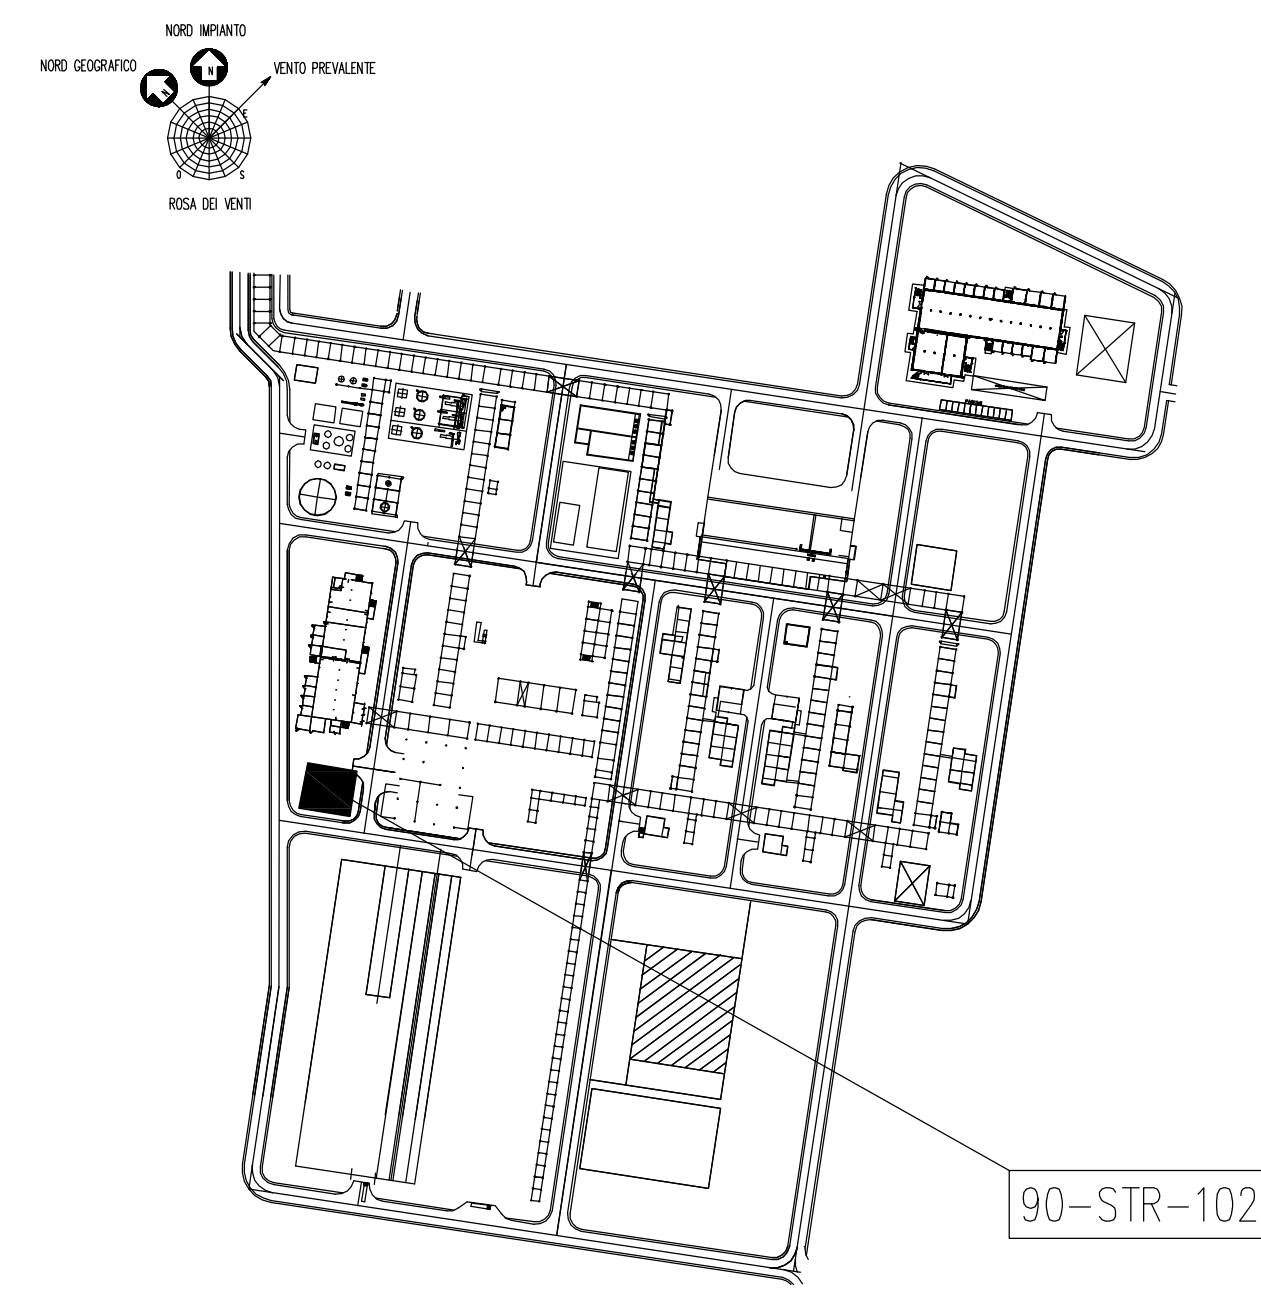 NORD IMPIANTO
NORD GEOGRAFICO
N
N
VENTO PREVALENTE
E
O
S
ROSA DEI VENTI
90-STR-102